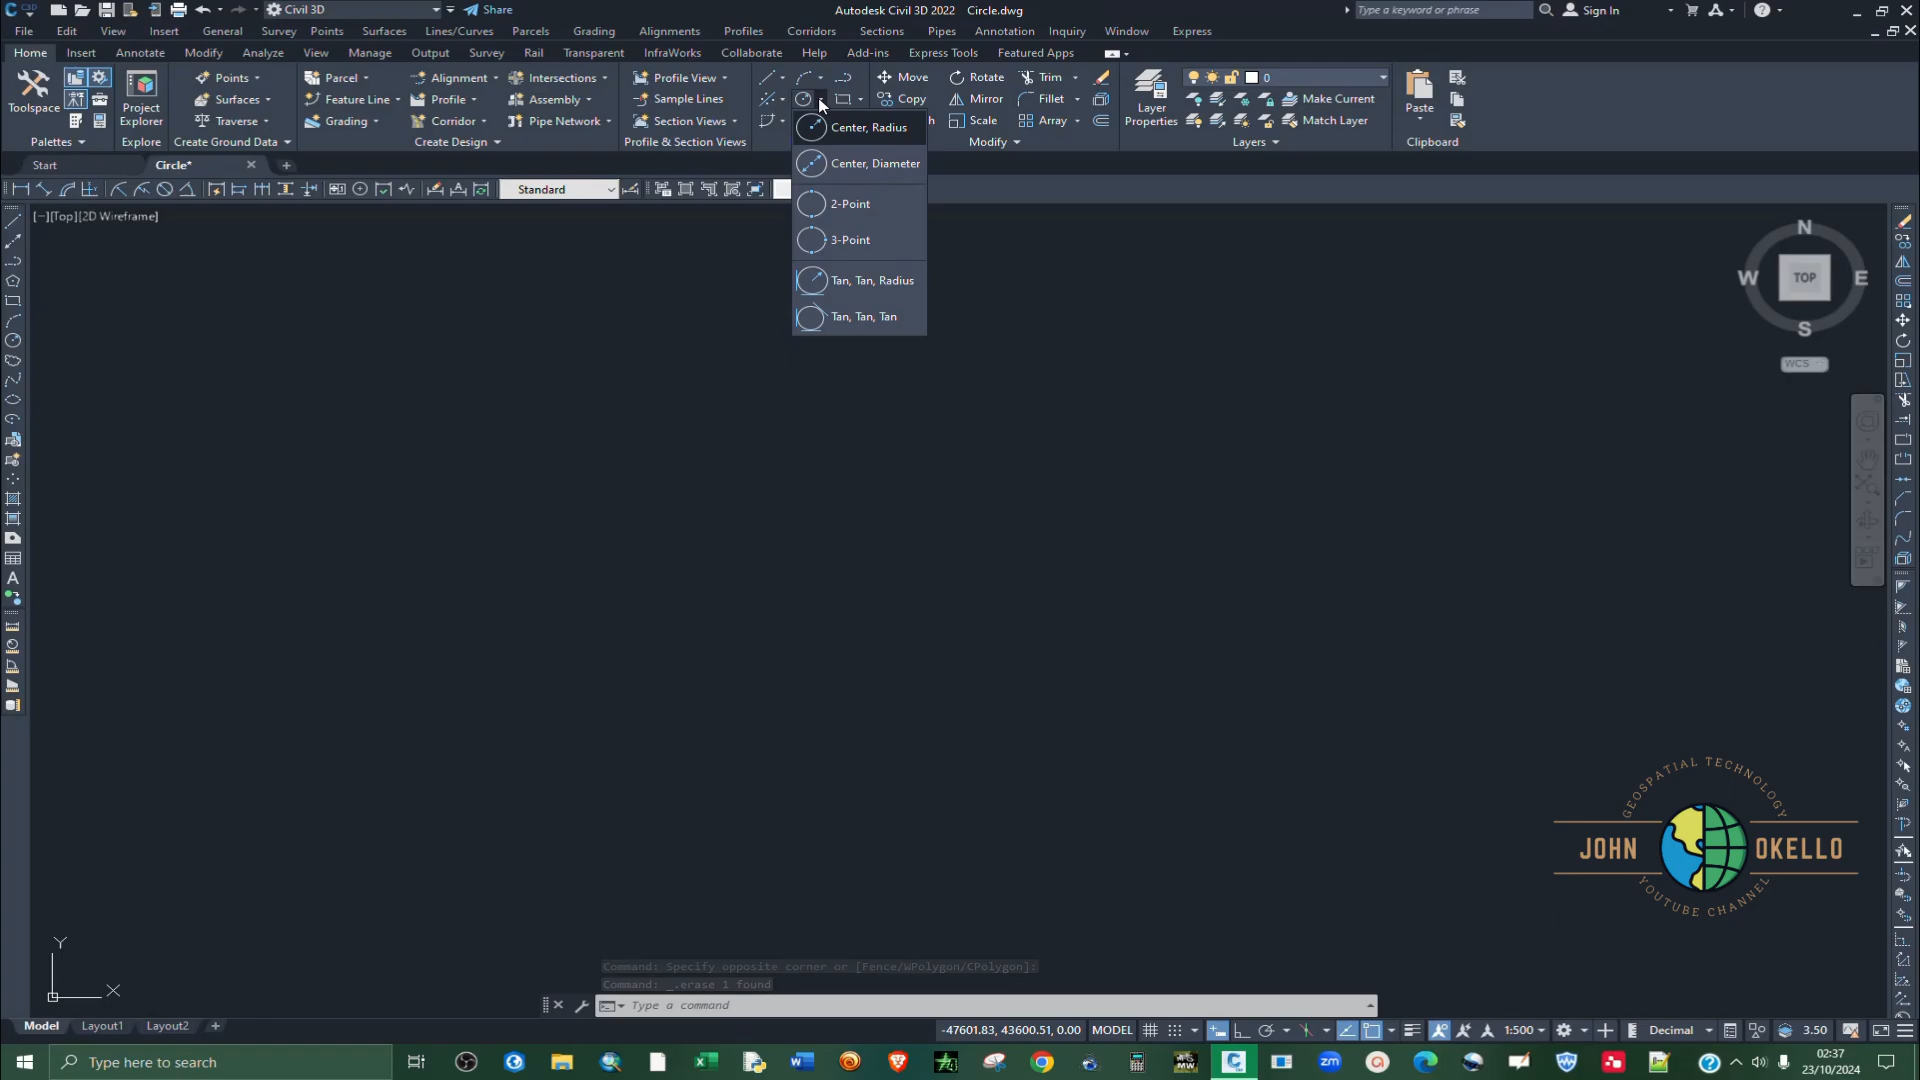 Civil 3D
Share
Autodesk Civil 3D 2022 Circle.dwg
Type a keyword or phrase
Sign In
File Edit View Insert General Survey Points Surfaces Lines/Curves Parcels Grading Alignments Profiles Corridors Sections Pipes Annotation Inquiry Window Express
Home Insert Annotate Modify Analyze View Manage Output Survey Rail Transparent InfraWorks Collaborate Help Add-ins Express Tools Featured Apps
Points Parcel Alignment Intersections Profile View Move Rotate Trim 0
Toolspace Project Explorer Surfaces Feature Line Profile Assembly Sample Lines Copy Mirror Fillet Layer Properties Make Current Paste
Traverse Grading Corridor Pipe Network Section Views Scale Array Match Layer
Palettes Explore Create Ground Data Create Design Profile & Section Views Modify Layers Clipboard
Center, Radius
Center, Diameter
2-Point
3-Point
Tan, Tan, Radius
Tan, Tan, Tan
Start Circle*
Standard
[−][Top][2D Wireframe]
N
W TOP E
S
WCS
GEOSPATIAL TECHNOLOGY
JOHN OKELLO
YOUTUBE CHANNEL
Y
X
Command: Specify opposite corner or [Fence/WPolygon/CPolygon]:
Command: _.erase 1 found
Type a command
Model Layout1 Layout2
-47601.83, 43600.51, 0.00 MODEL 1:500 Decimal 3.50
Type here to search
02:37
23/10/2024